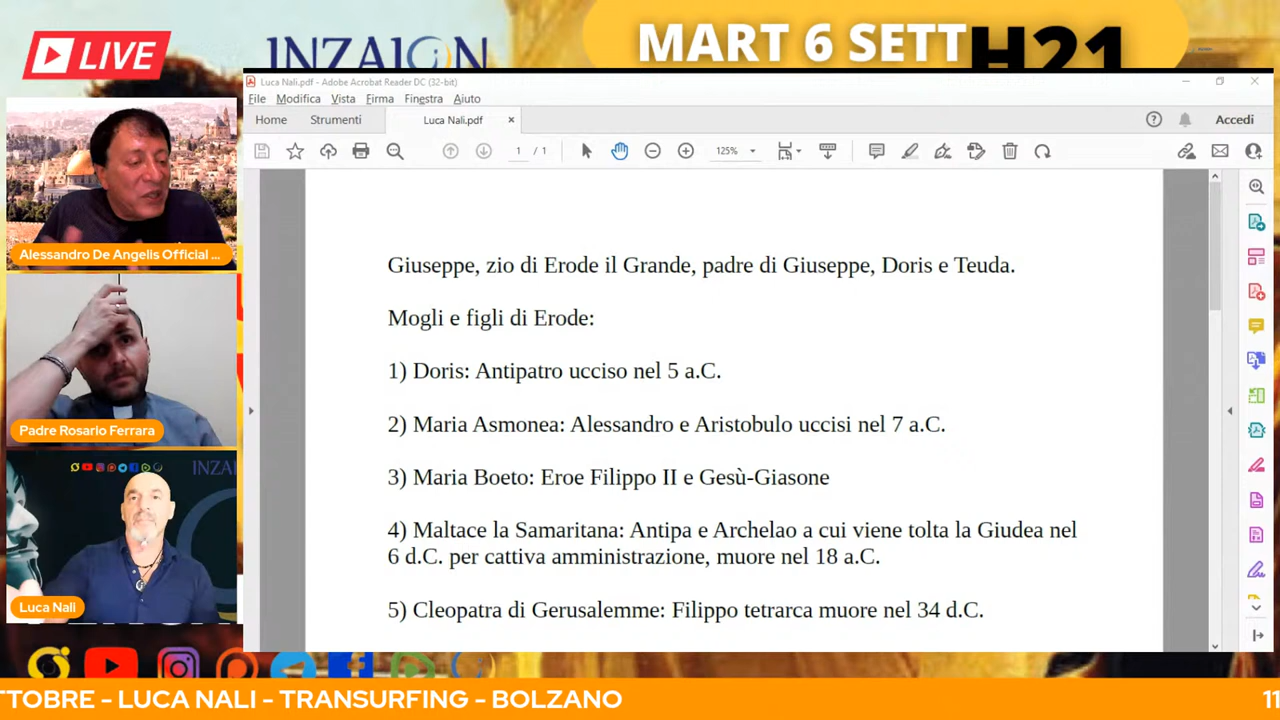 LIVE
INZAION
MART 6 SETT H21
Luca Nali.pdf - Adobe Acrobat Reader DC (32-bit)
File Modifica Vista Firma Finestra Aiuto
Home Strumenti Luca Nali.pdf × Accedi
1 / 1 125%
Alessandro De Angelis Official ...
Giuseppe, zio di Erode il Grande, padre di Giuseppe, Doris e Teuda.
Mogli e figli di Erode:
1) Doris: Antipatro ucciso nel 5 a.C.
2) Maria Asmonea: Alessandro e Aristobulo uccisi nel 7 a.C.
Padre Rosario Ferrara
3) Maria Boeto: Eroe Filippo II e Gesù-Giasone
INZAI
4) Maltace la Samaritana: Antipa e Archelao a cui viene tolta la Giudea nel
6 d.C. per cattiva amministrazione, muore nel 18 a.C.
5) Cleopatra di Gerusalemme: Filippo tetrarca muore nel 34 d.C.
Luca Nali
TTOBRE - LUCA NALI - TRANSURFING - BOLZANO 11